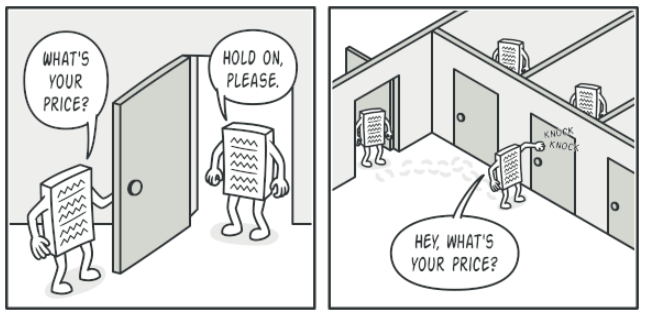 WHAT'S
YOUR
PRICE?
HOLD ON,
PLEASE.
KNOCK
KNOCK
HEY, WHAT'S
YOUR PRICE?